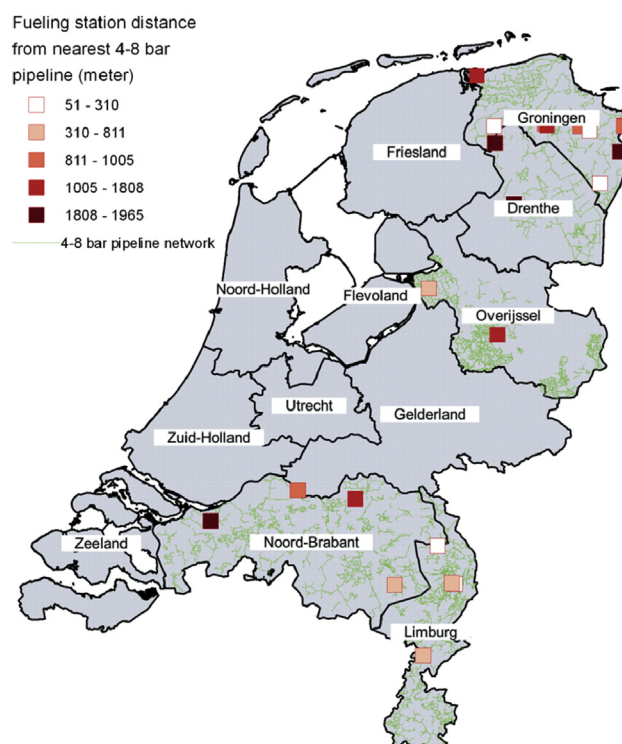 Fueling station distance
from nearest 4-8 bar
pipeline (meter)
51 - 310
310 - 811
811 - 1005
1005 - 1808
1808 - 1965
4-8 bar pipeline network
Groningen
Friesland
Drenthe
Noord-Holland
Flevoland
Overijssel
Utrecht
Gelderland
Zuid-Holland
Zeeland
Noord-Brabant
Limburg